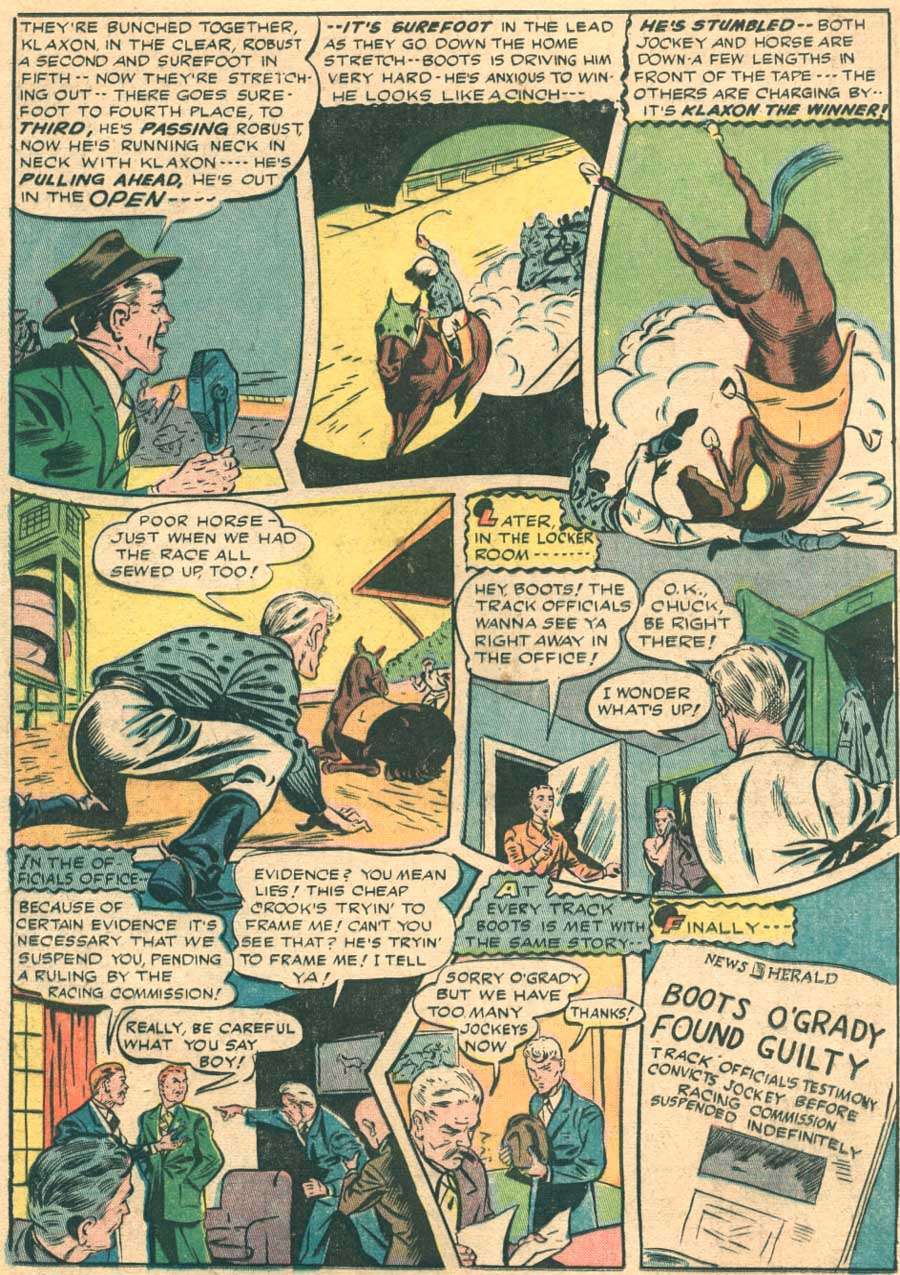 THEY'RE BUNCHED TOGETHER,
KLAXON, IN THE CLEAR, ROBUST
A SECOND AND SUREFOOT IN
FIFTH-- NOW THEY'RE STRETCH-
ING OUT-- THERE GOES SURE-
FOOT TO FOURTH PLACE, TO
THIRD, HE'S PASSING ROBUST,
NOW HE'S RUNNING NECK IN
NECK WITH KLAXON---- HE'S
PULLING AHEAD, HE'S OUT
IN THE OPEN----
--IT'S SUREFOOT IN THE LEAD
AS THEY GO DOWN THE HOME
STRETCH--BOOTS IS DRIVING HIM
VERY HARD-HE'S ANXIOUS TO WIN-
HE LOOKS LIKE A CINCH---
HE'S STUMBLED-- BOTH
JOCKEY AND HORSE ARE
DOWN-A FEW LENGTHS IN
FRONT OF THE TAPE --- THE
OTHERS ARE CHARGING BY--
IT'S KLAXON THE WINNER!
POOR HORSE-
JUST WHEN WE HAD
THE RACE ALL
SEWED UP, TOO!
LATER,
IN THE LOCKER
ROOM-------
HEY, BOOTS! THE
TRACK OFFICIALS
WANNA SEE YA
RIGHT AWAY IN
THE OFFICE!
O.K.,
CHUCK,
BE RIGHT
THERE!
I WONDER
WHAT'S UP!
IN THE OF-
FICIALS OFFICE--
BECAUSE OF
CERTAIN EVIDENCE IT'S
NECESSARY THAT WE
SUSPEND YOU, PENDING
A RULING BY THE
RACING COMMISSION!
EVIDENCE? YOU MEAN
LIES! THIS CHEAP
CROOK'S TRYIN' TO
FRAME ME! CAN'T YOU
SEE THAT? HE'S TRYIN'
TO FRAME ME! I TELL
YA!
REALLY, BE CAREFUL
WHAT YOU SAY,
BOY!
AT
EVERY TRACK
BOOTS IS MET WITH
THE SAME STORY--
SORRY O'GRADY
BUT WE HAVE
TOO MANY
JOCKEYS
NOW
THANKS!
FINALLY---
NEWS HERALD
BOOTS O'GRADY
FOUND GUILTY
TRACK OFFICIAL'S TESTIMONY
CONVICTS JOCKEY BEFORE
RACING COMMISSION
SUSPENDED INDEFINITELY